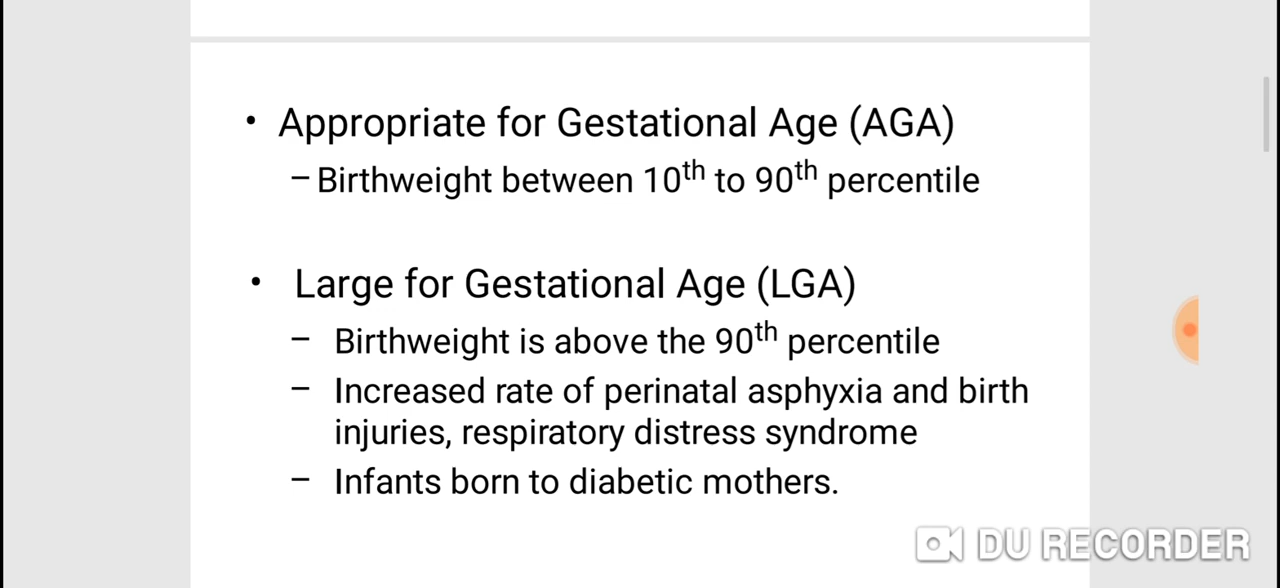 • Appropriate for Gestational Age (AGA)
– Birthweight between 10th to 90th percentile
• Large for Gestational Age (LGA)
– Birthweight is above the 90th percentile
– Increased rate of perinatal asphyxia and birth
injuries, respiratory distress syndrome
– Infants born to diabetic mothers.
DU RECORDER